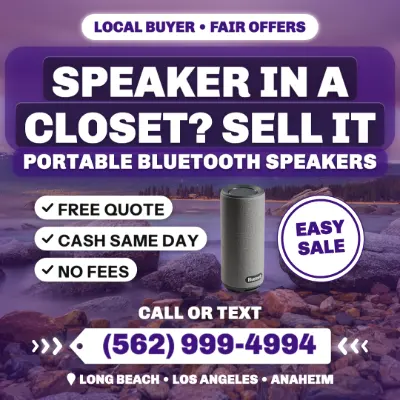 LOCAL BUYER • FAIR OFFERS
SPEAKER IN A
CLOSET? SELL IT
PORTABLE BLUETOOTH SPEAKERS
FREE QUOTE
CASH SAME DAY
NO FEES
EASY
SALE
CALL OR TEXT
(562) 999-4994
LONG BEACH • LOS ANGELES • ANAHEIM